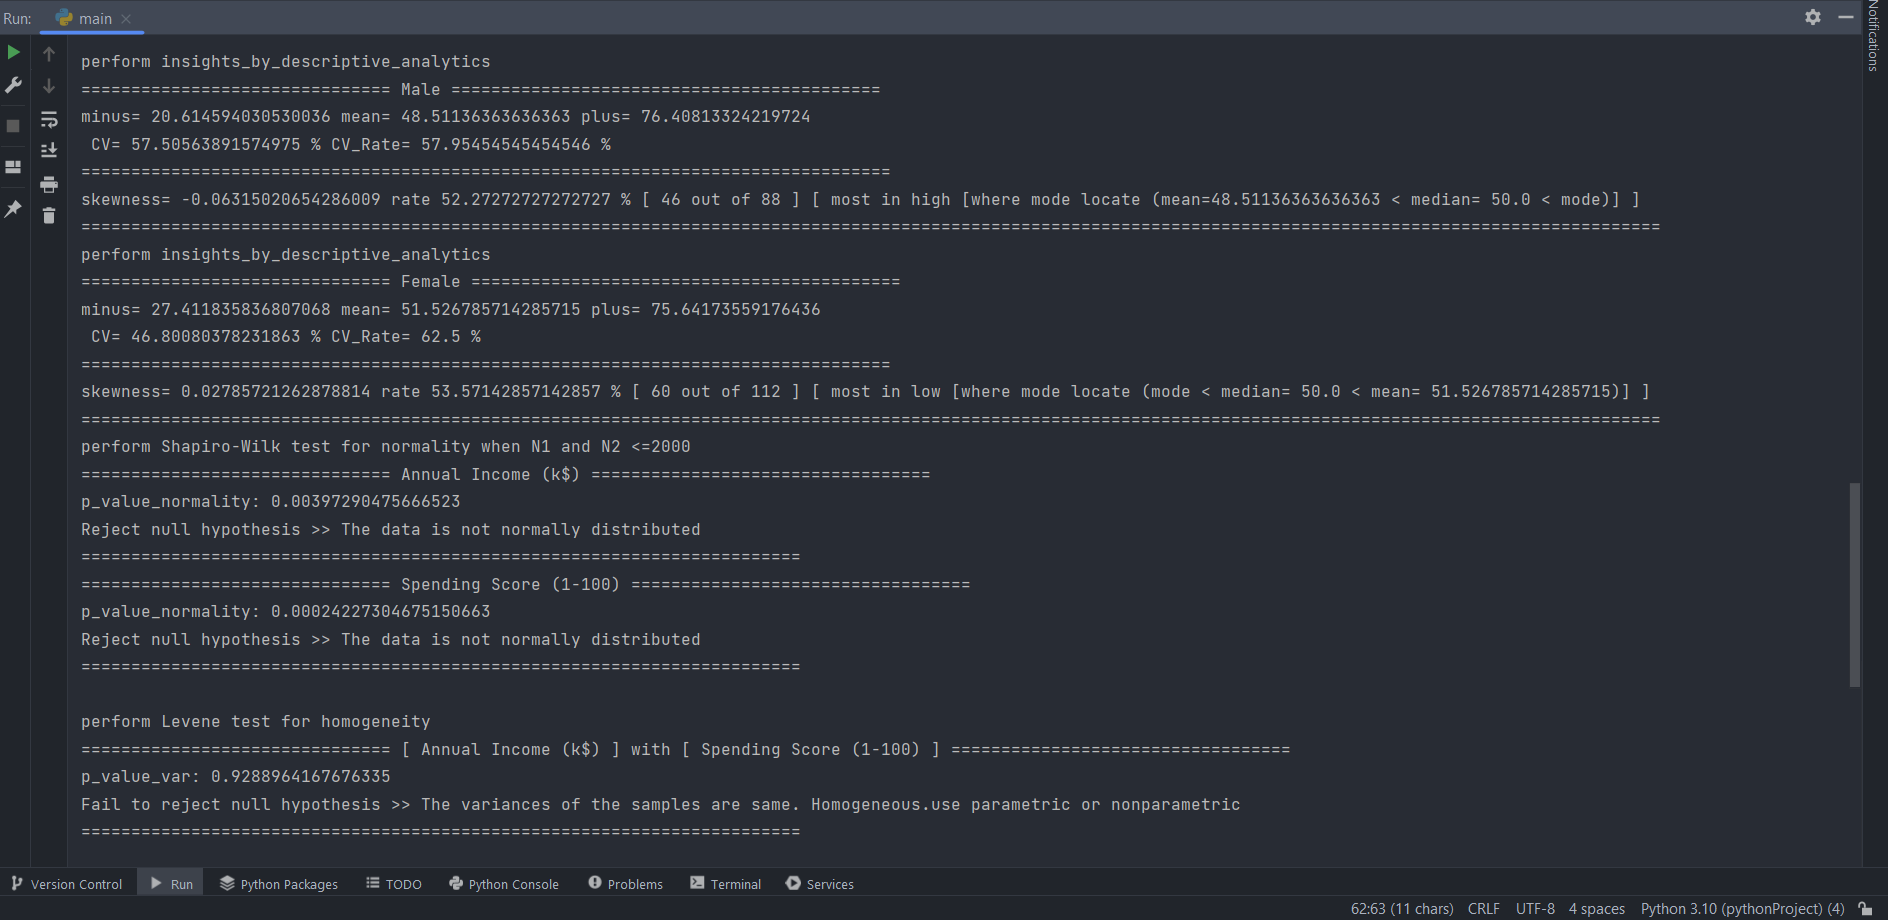 Run: main
Notifications
perform insights_by_descriptive_analytics
=============================== Male ===========================================
minus= 20.614594030530036 mean= 48.51136363636363 plus= 76.40813324219724
CV= 57.50563891574975 % CV_Rate= 57.95454545454546 %
=================================================================================
skewness= -0.06315020654286009 rate 52.27272727272727 % [ 46 out of 88 ] [ most in high [where mode locate (mean=48.51136363636363 < median= 50.0 < mode)] ]
==============================================================================================================================================================
perform insights_by_descriptive_analytics
=============================== Female ===========================================
minus= 27.411835836807068 mean= 51.526785714285715 plus= 75.64173559176436
CV= 46.80080378231863 % CV_Rate= 62.5 %
=================================================================================
skewness= 0.02785721262878814 rate 53.57142857142857 % [ 60 out of 112 ] [ most in low [where mode locate (mode < median= 50.0 < mean= 51.526785714285715)] ]
==============================================================================================================================================================
perform Shapiro-Wilk test for normality when N1 and N2 <=2000
=============================== Annual Income (k$) ==================================
p_value_normality: 0.00397290475666523
Reject null hypothesis >> The data is not normally distributed
========================================================================
=============================== Spending Score (1-100) ==================================
p_value_normality: 0.00024227304675150663
Reject null hypothesis >> The data is not normally distributed
========================================================================
perform Levene test for homogeneity
=============================== [ Annual Income (k$) ] with [ Spending Score (1-100) ] ==================================
p_value_var: 0.9288964167676335
Fail to reject null hypothesis >> The variances of the samples are same. Homogeneous.use parametric or nonparametric
========================================================================
Version Control Run Python Packages TODO Python Console Problems Terminal Services
62:63 (11 chars) CRLF UTF-8 4 spaces Python 3.10 (pythonProject) (4)